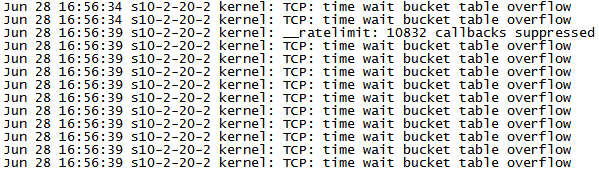 Jun 28 16:56:34 s10-2-20-2 kernel: TCP: time wait bucket table overflow
Jun 28 16:56:34 s10-2-20-2 kernel: TCP: time wait bucket table overflow
Jun 28 16:56:39 s10-2-20-2 kernel: __ratelimit: 10832 callbacks suppressed
Jun 28 16:56:39 s10-2-20-2 kernel: TCP: time wait bucket table overflow
Jun 28 16:56:39 s10-2-20-2 kernel: TCP: time wait bucket table overflow
Jun 28 16:56:39 s10-2-20-2 kernel: TCP: time wait bucket table overflow
Jun 28 16:56:39 s10-2-20-2 kernel: TCP: time wait bucket table overflow
Jun 28 16:56:39 s10-2-20-2 kernel: TCP: time wait bucket table overflow
Jun 28 16:56:39 s10-2-20-2 kernel: TCP: time wait bucket table overflow
Jun 28 16:56:39 s10-2-20-2 kernel: TCP: time wait bucket table overflow
Jun 28 16:56:39 s10-2-20-2 kernel: TCP: time wait bucket table overflow
Jun 28 16:56:39 s10-2-20-2 kernel: TCP: time wait bucket table overflow
Jun 28 16:56:39 s10-2-20-2 kernel: TCP: time wait bucket table overflow